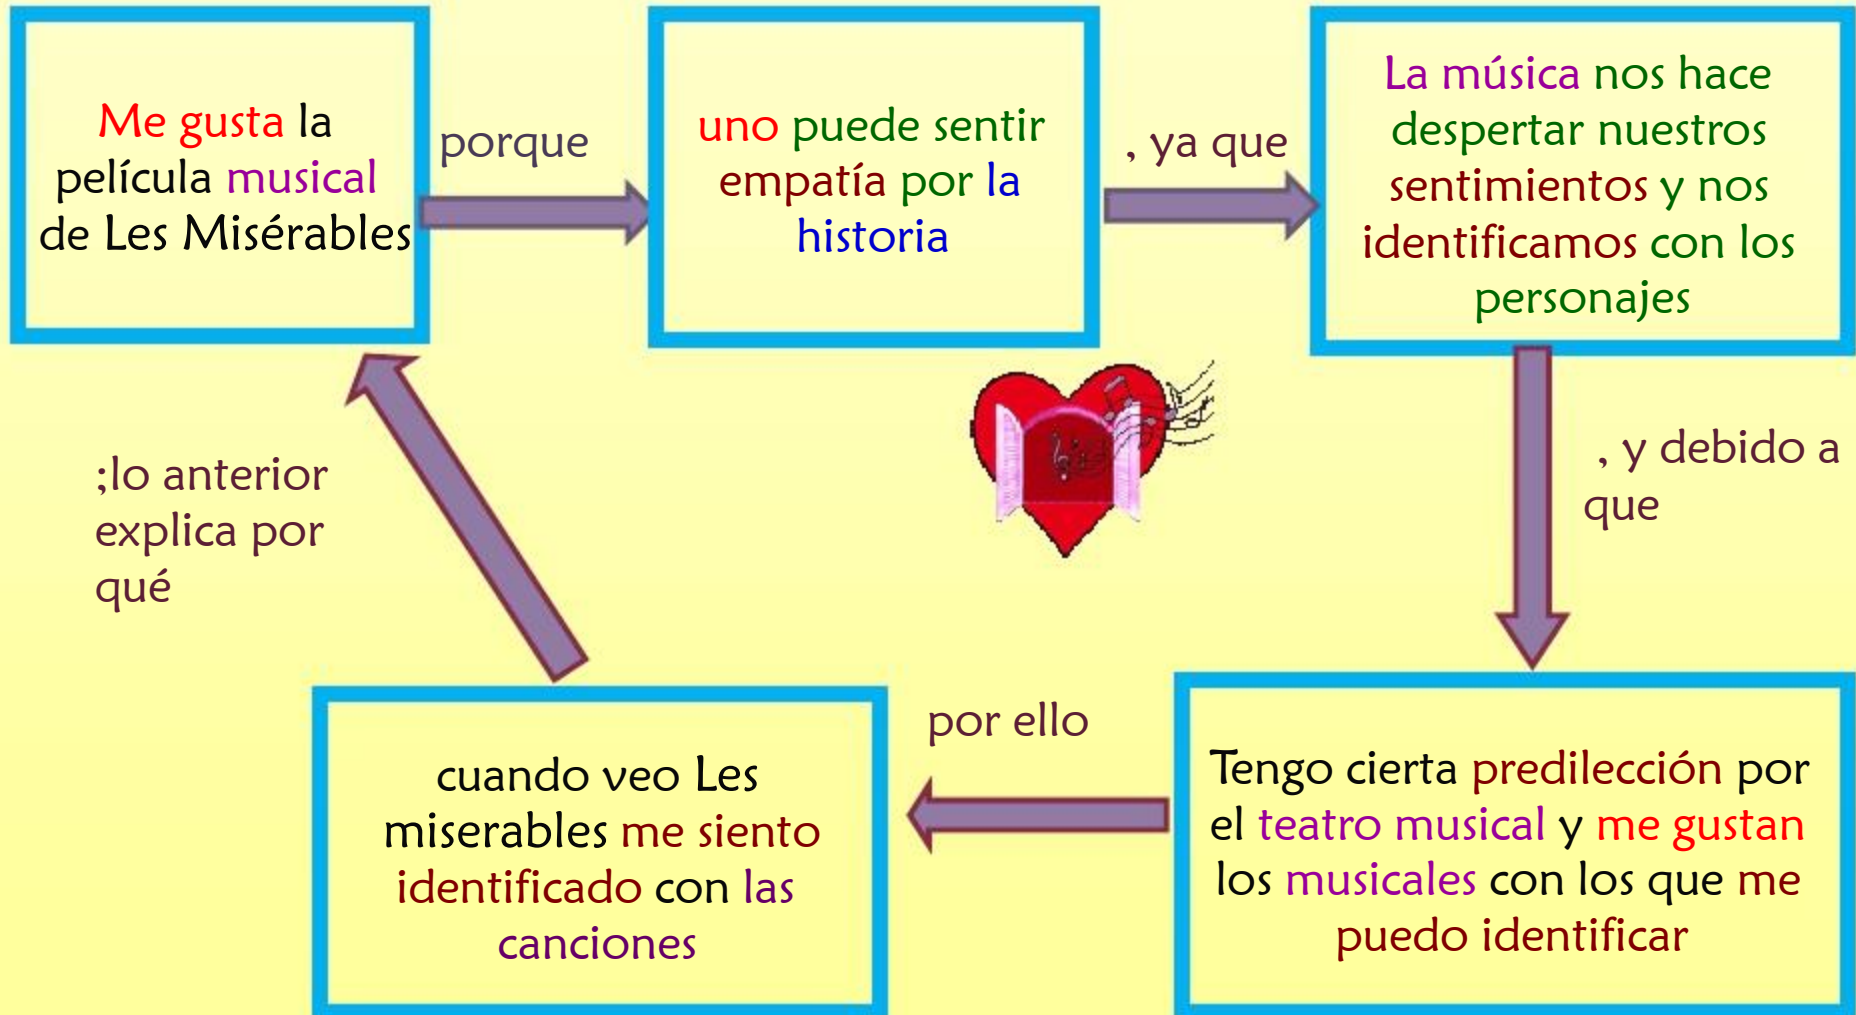 Me gusta la
película musical
de Les Misérables
porque
uno puede sentir
empatía por la
historia
, ya que
La música nos hace
despertar nuestros
sentimientos y nos
identificamos con los
personajes
, y debido a
que
Tengo cierta predilección por
el teatro musical y me gustan
los musicales con los que me
puedo identificar
por ello
cuando veo Les
miserables me siento
identificado con las
canciones
;lo anterior
explica por
qué